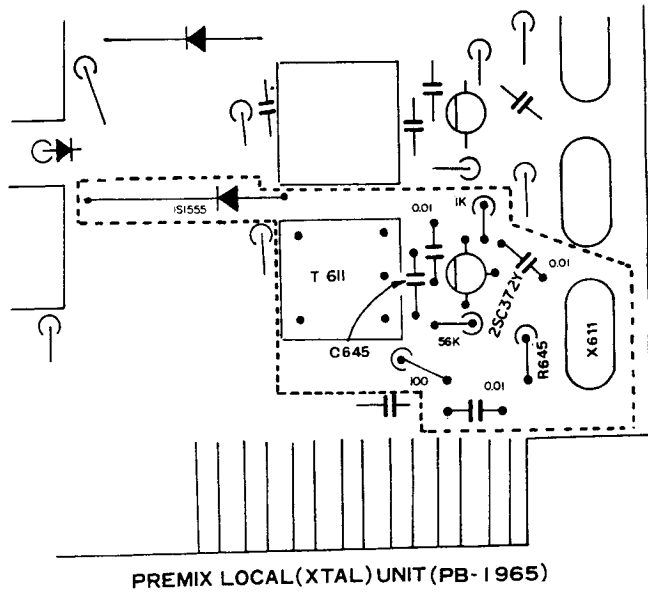 1S1555
0.01
1K
T 611
0.01
2SC372Y
C645
56K
R645
X611
100
0.01
PREMIX LOCAL(XTAL)UNIT(PB-1965)